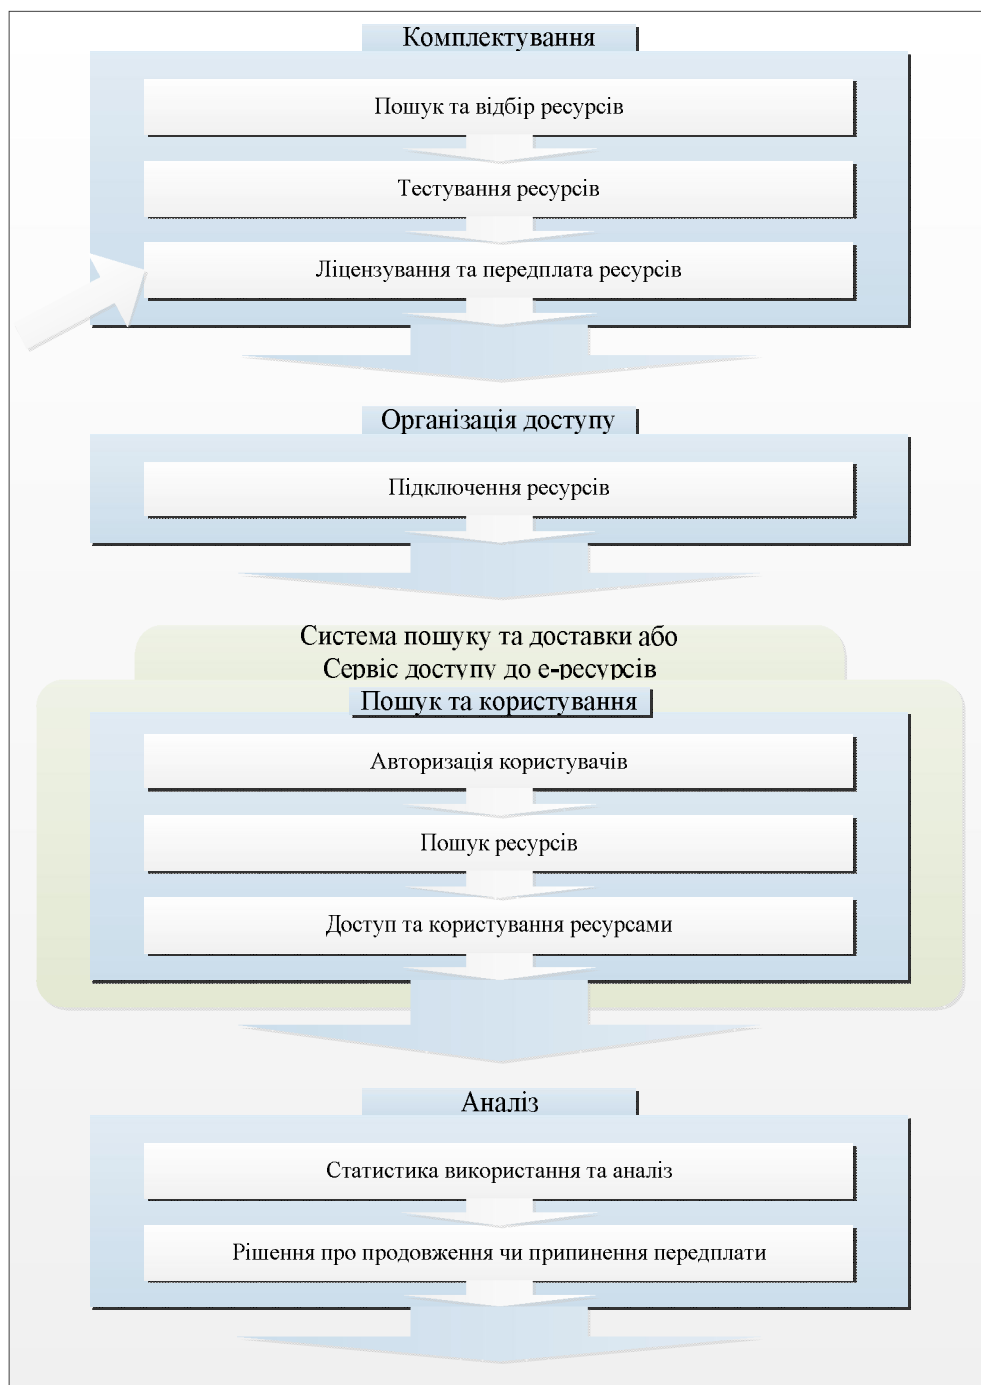 Комплектування
Пошук та відбір ресурсів
Тестування ресурсів
Ліцензування та передплата ресурсів
Організація доступу
Підключення ресурсів
Система пошуку та доставки або
Сервіс доступу до е-ресурсів
Пошук та користування
Авторизація користувачів
Пошук ресурсів
Доступ та користування ресурсами
Аналіз
Статистика використання та аналіз
Рішення про продовження чи припинення передплати